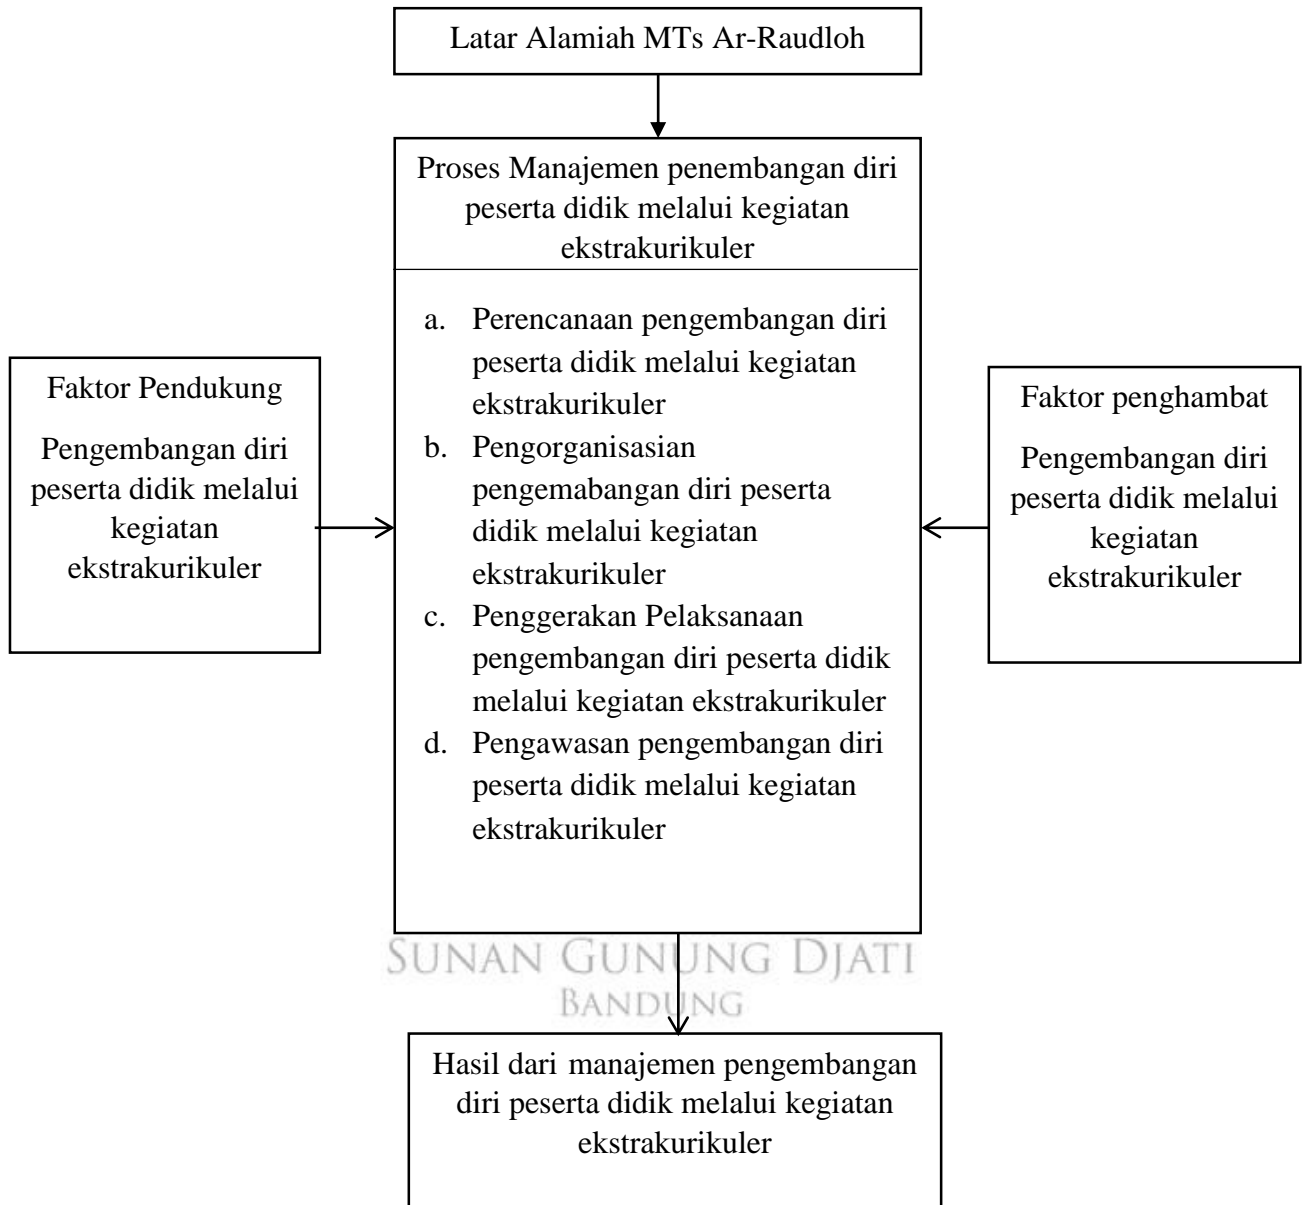 Latar Alamiah MTs Ar-Raudloh
Proses Manajemen penembangan diri
peserta didik melalui kegiatan
ekstrakurikuler
Faktor Pendukung
Pengembangan diri
peserta didik melalui
kegiatan
ekstrakurikuler
a. Perencanaan pengembangan diri
peserta didik melalui kegiatan
ekstrakurikuler
b. Pengorganisasian
pengemabangan diri peserta
didik melalui kegiatan
ekstrakurikuler
c. Penggerakan Pelaksanaan
pengembangan diri peserta didik
melalui kegiatan ekstrakurikuler
d. Pengawasan pengembangan diri
peserta didik melalui kegiatan
ekstrakurikuler
Faktor penghambat
Pengembangan diri
peserta didik melalui
kegiatan
ekstrakurikuler
SUNAN GUNUNG DJATI
BANDUNG
Hasil dari manajemen pengembangan
diri peserta didik melalui kegiatan
ekstrakurikuler